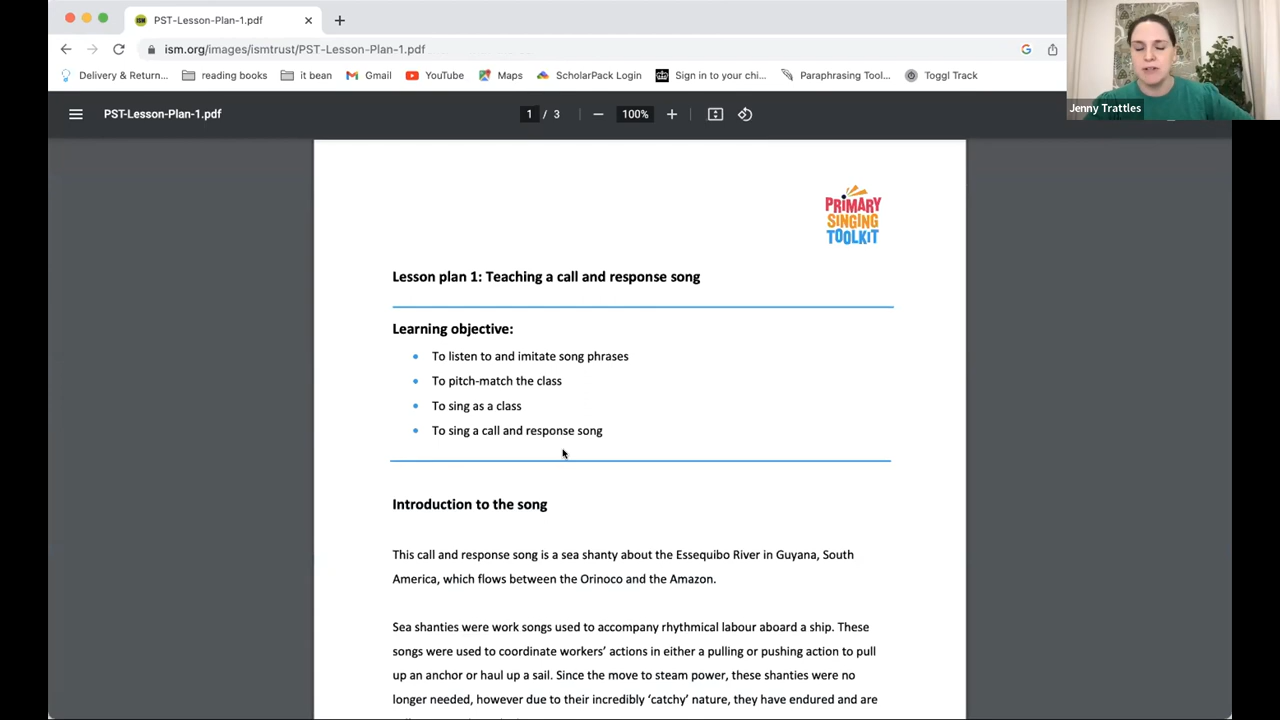 PST-Lesson-Plan-1.pdf
ism.org/images/ismtrust/PST-Lesson-Plan-1.pdf
Delivery & Return... reading books it bean Gmail YouTube Maps ScholarPack Login Sign in to your chi... Paraphrasing Tool... Toggl Track
Jenny Trattles
PST-Lesson-Plan-1.pdf 1 / 3 100%
PRIMARY
SINGING
TOOLKIT
Lesson plan 1: Teaching a call and response song
Learning objective:
• To listen to and imitate song phrases
• To pitch-match the class
• To sing as a class
• To sing a call and response song
Introduction to the song
This call and response song is a sea shanty about the Essequibo River in Guyana, South
America, which flows between the Orinoco and the Amazon.
Sea shanties were work songs used to accompany rhythmical labour aboard a ship. These
songs were used to coordinate workers’ actions in either a pulling or pushing action to pull
up an anchor or haul up a sail. Since the move to steam power, these shanties were no
longer needed, however due to their incredibly ‘catchy’ nature, they have endured and are